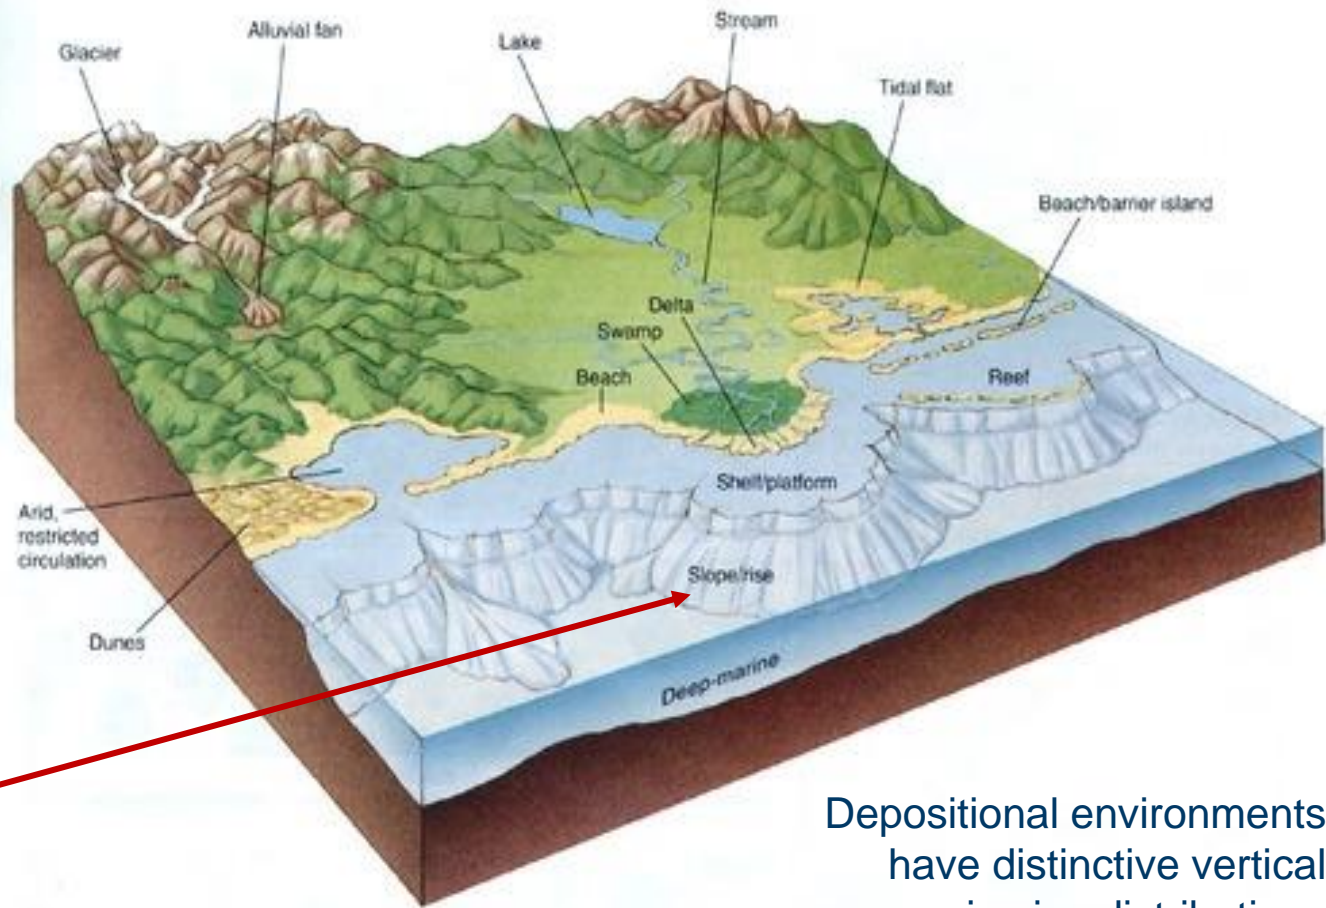 Glacier
Alluvial fan
Lake
Stream
Tidal flat
Beach/barrier island
Delta
Swamp
Beach
Reef
Shelf/platform
Arid,
restricted
circulation
Slope/rise
Dunes
Deep-marine
Depositional environments
have distinctive vertical